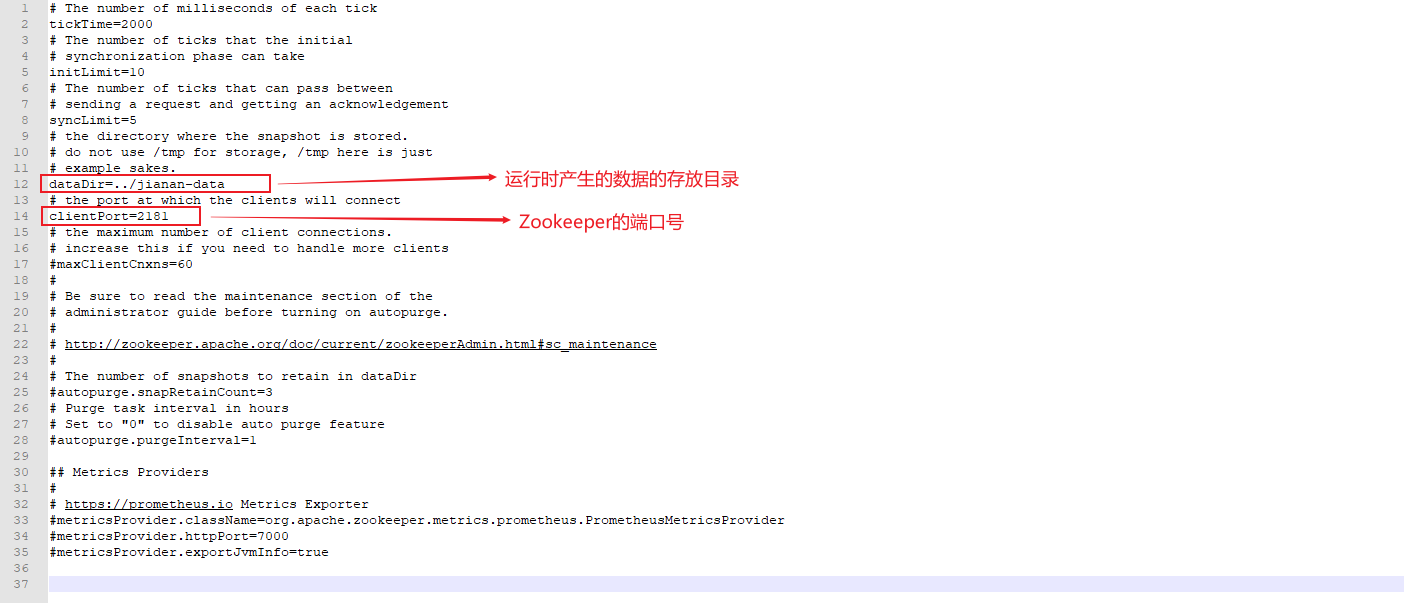 1 # The number of milliseconds of each tick
2 tickTime=2000
3 # The number of ticks that the initial
4 # synchronization phase can take
5 initLimit=10
6 # The number of ticks that can pass between
7 # sending a request and getting an acknowledgement
8 syncLimit=5
9 # the directory where the snapshot is stored.
10 # do not use /tmp for storage, /tmp here is just
11 # example sakes.
12 dataDir=../jianan-data 运行时产生的数据的存放目录
13 # the port at which the clients will connect
14 clientPort=2181 Zookeeper的端口号
15 # the maximum number of client connections.
16 # increase this if you need to handle more clients
17 #maxClientCnxns=60
18 #
19 # Be sure to read the maintenance section of the
20 # administrator guide before turning on autopurge.
21 #
22 # http://zookeeper.apache.org/doc/current/zookeeperAdmin.html#sc_maintenance
23 #
24 # The number of snapshots to retain in dataDir
25 #autopurge.snapRetainCount=3
26 # Purge task interval in hours
27 # Set to "0" to disable auto purge feature
28 #autopurge.purgeInterval=1
29
30 ## Metrics Providers
31 #
32 # https://prometheus.io Metrics Exporter
33 #metricsProvider.className=org.apache.zookeeper.metrics.prometheus.PrometheusMetricsProvider
34 #metricsProvider.httpPort=7000
35 #metricsProvider.exportJvmInfo=true
36
37